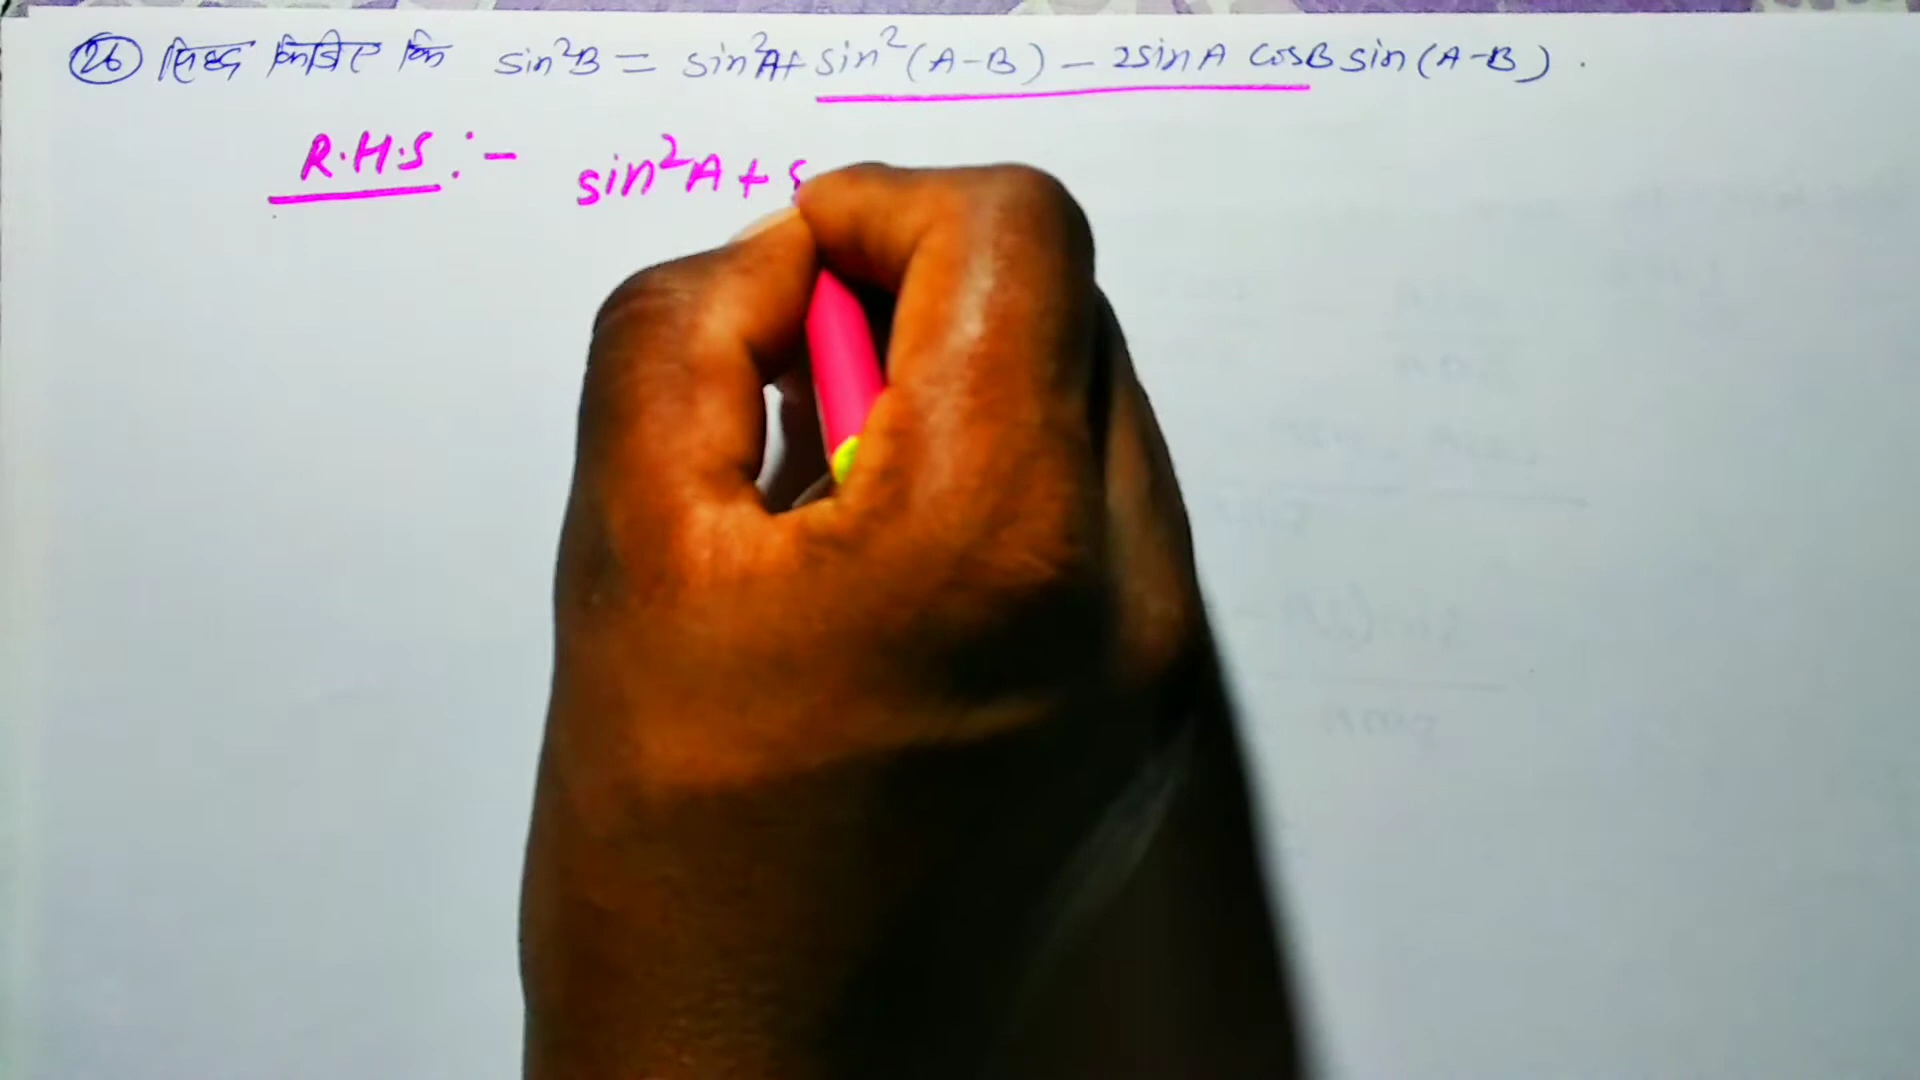 26 सिद्ध किजिए कि sin²B = sin²A+ sin²(A-B) - 2sinA cosB sin(A-B) .
R.H.S :- sin²A + s